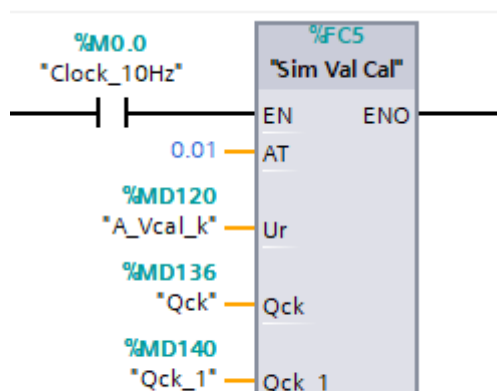 %M0.0
"Clock_10Hz"
%FC5
"Sim Val Cal"
EN ENO
0.01 AT
%MD120
"A_Vcal_k" Ur
%MD136
"Qck" Qck
%MD140
"Qck_1" Qck_1